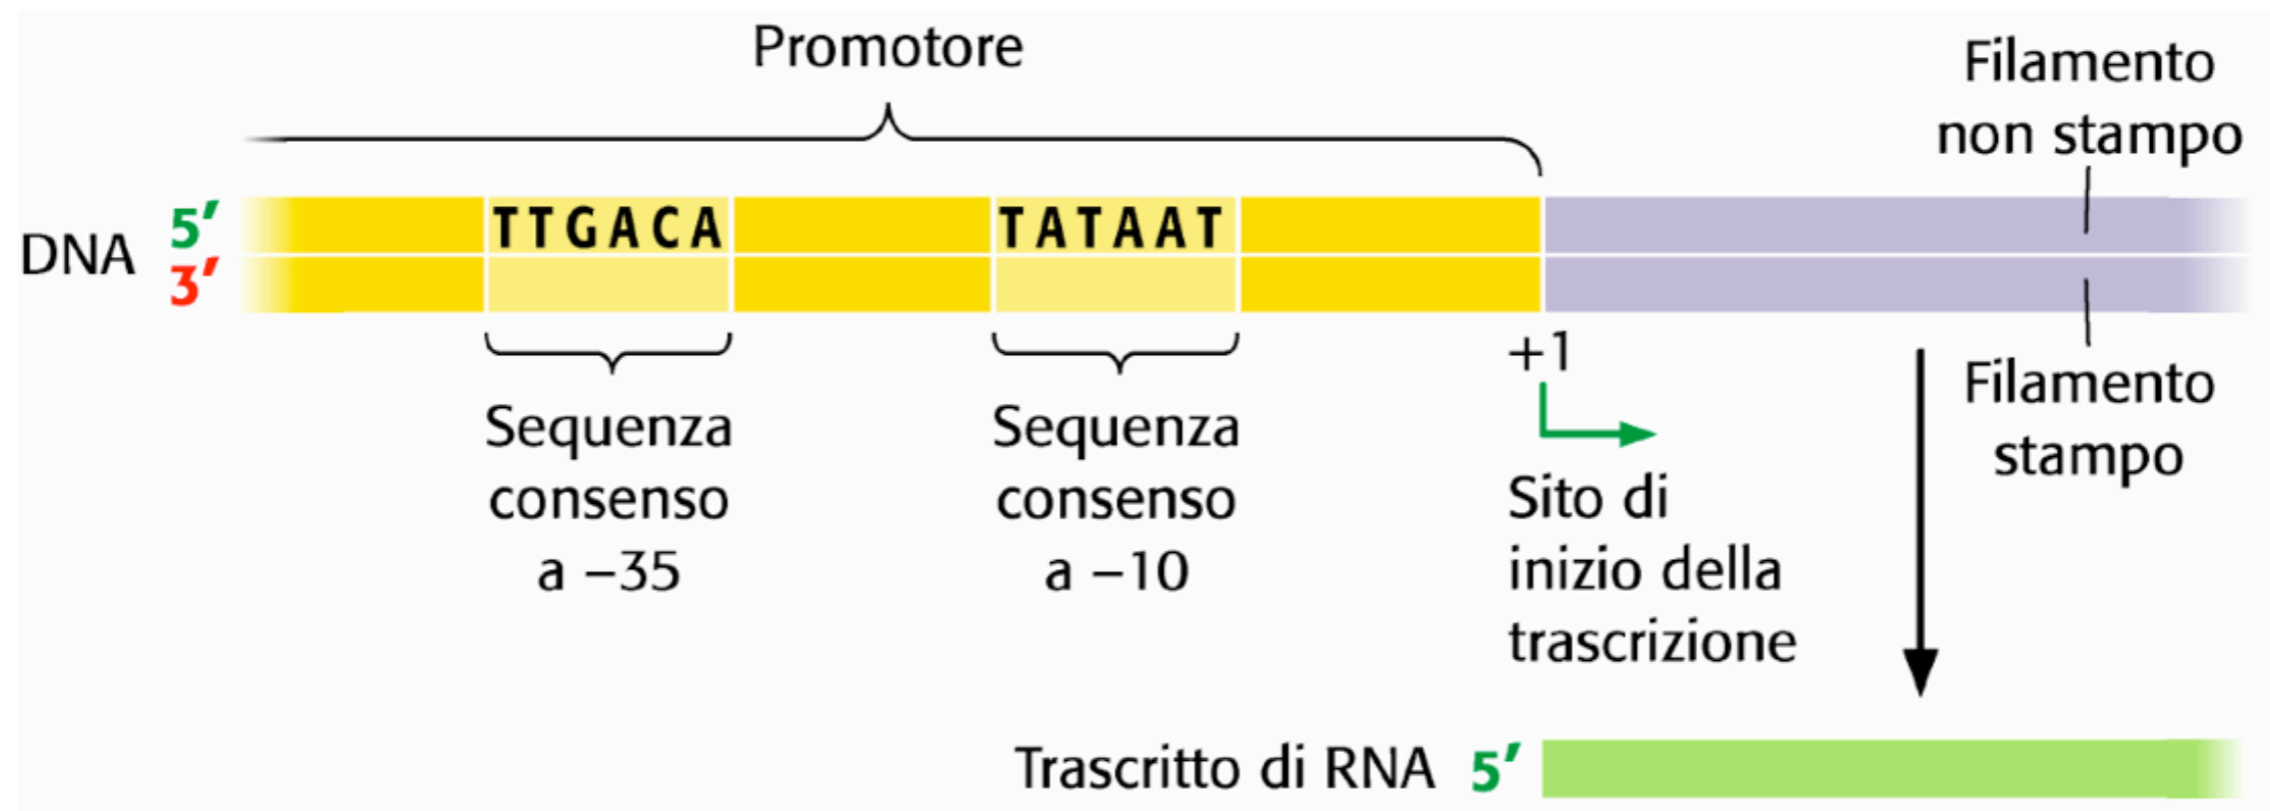 Promotore
Filamento
non stampo
DNA
5′
3′
TTGACA
TATAAT
Sequenza
consenso
a −35
Sequenza
consenso
a −10
+1
Sito di
inizio della
trascrizione
Filamento
stampo
Trascritto di RNA 5′